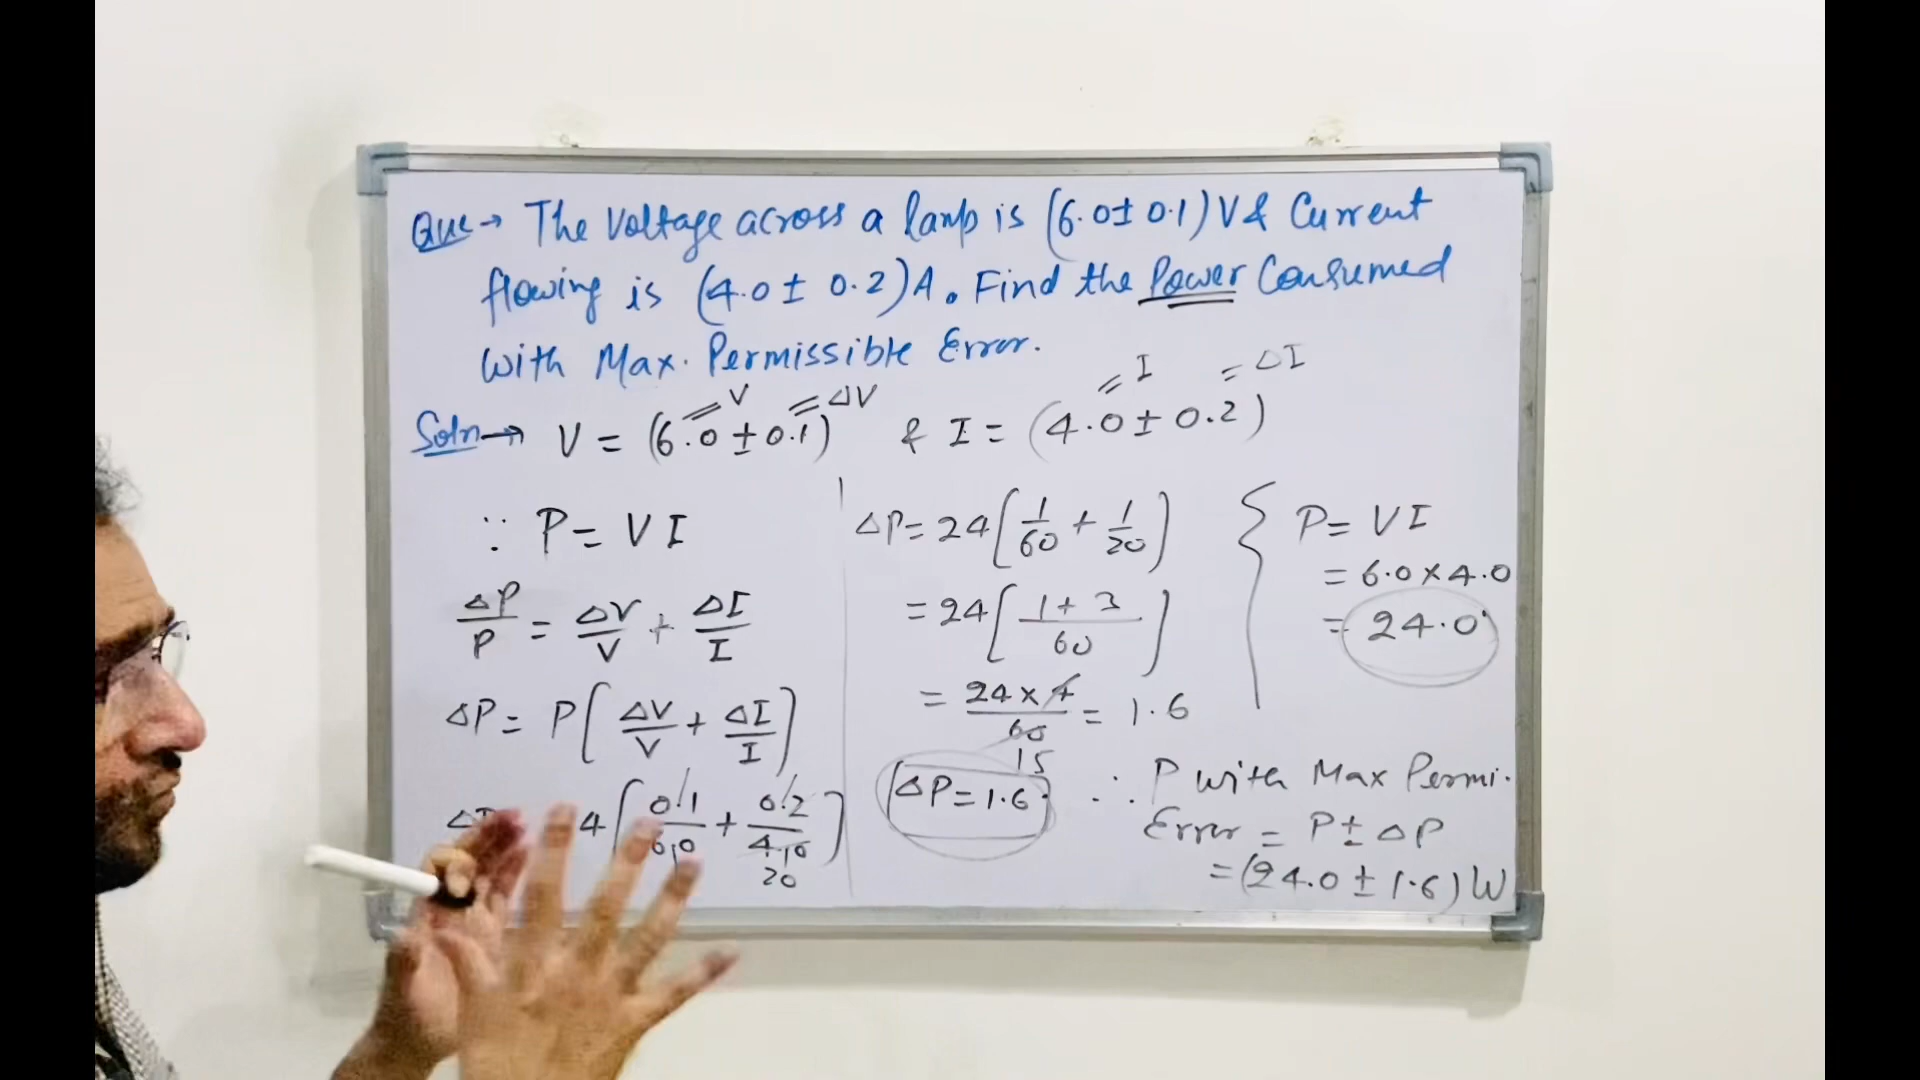 Que → The Voltage across a lamp is (6.0 ± 0.1) V & Current
flowing is (4.0 ± 0.2) A. Find the Power Consumed
with Max. Permissible Error.
Soln → V = (6.0 ± 0.1) & I = (4.0 ± 0.2)
= V = ΔV = I = ΔI
∵ P = V I
ΔP/P = ΔV/V + ΔI/I
ΔP = P [ΔV/V + ΔI/I]
4 [0.1/6.0 + 0.2/4.0]
20
ΔP = 24 [1/60 + 1/20]
= 24 [1 + 3/60]
= 24 × 4/60 = 1.6
15
ΔP = 1.6
P = V I
= 6.0 × 4.0
= 24.0
∴ P with Max Permi.
Error = P ± ΔP
= (24.0 ± 1.6) W